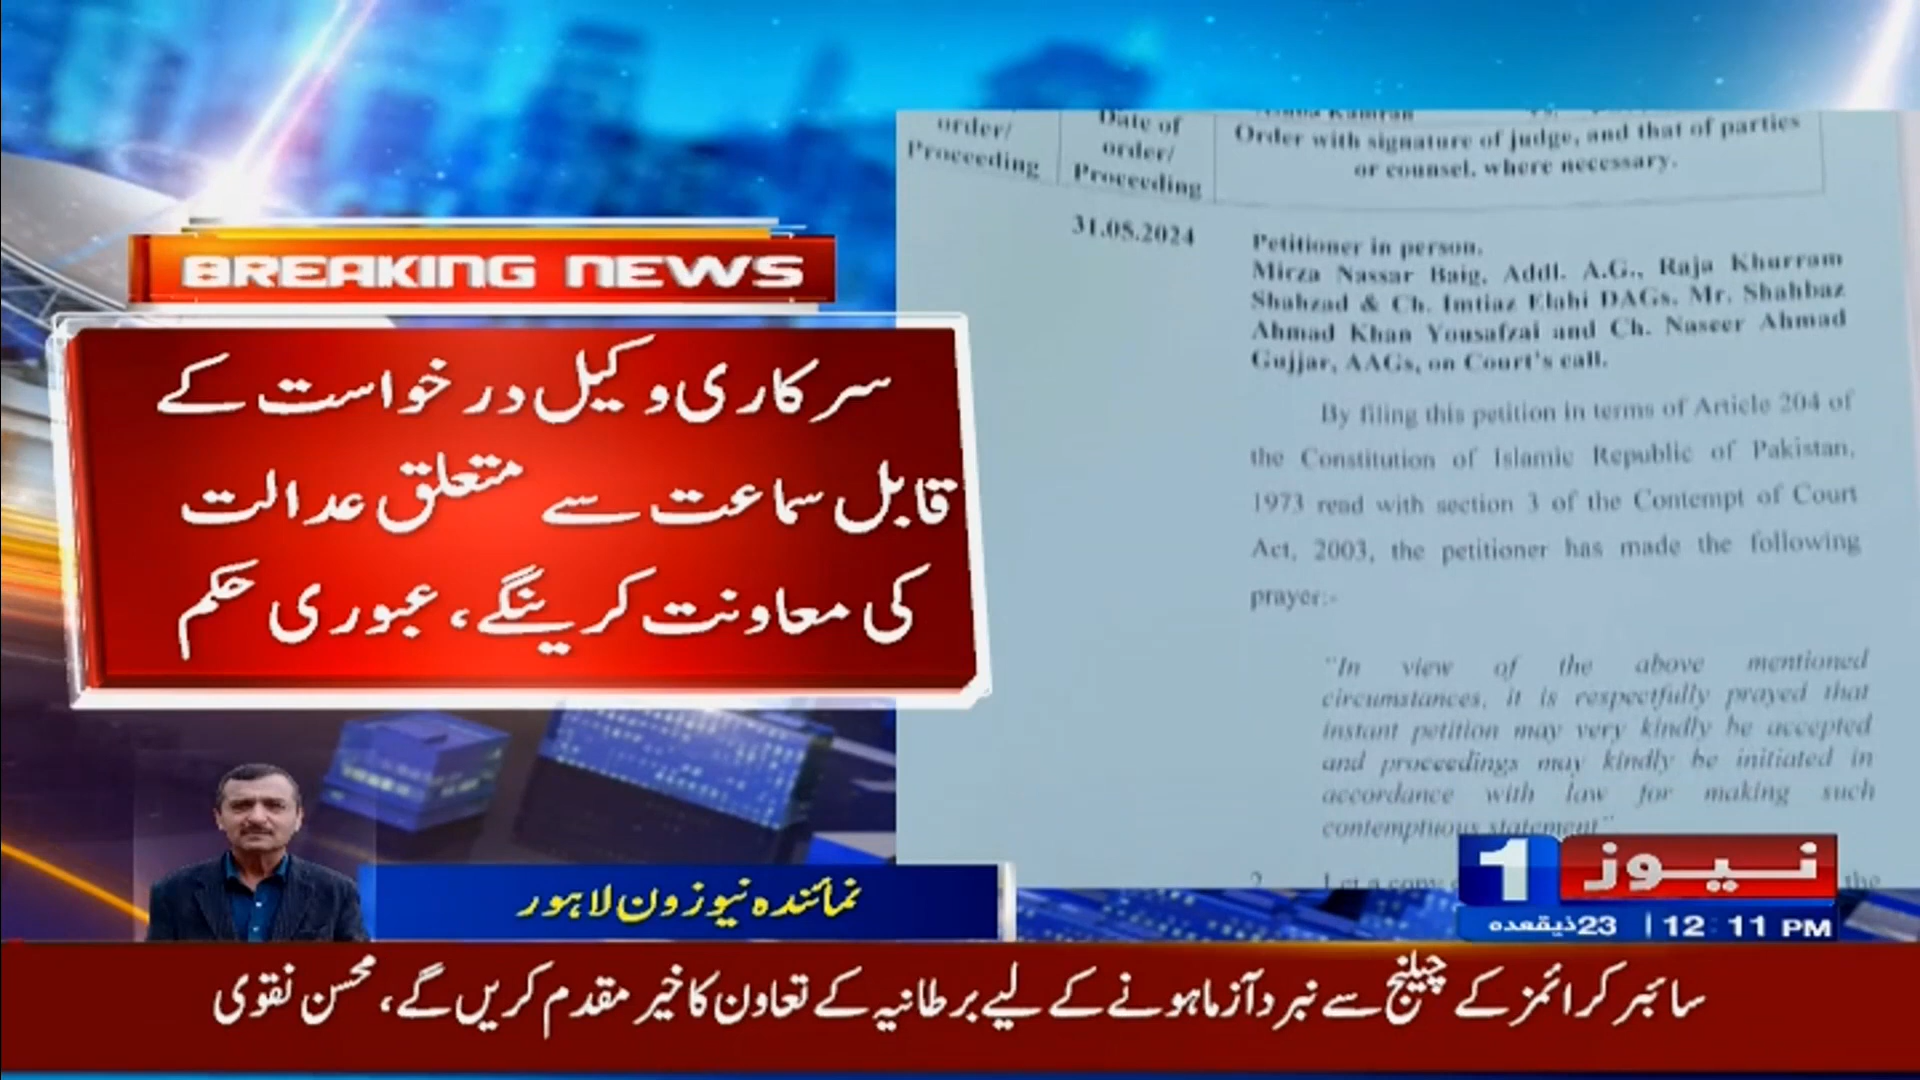 BREAKING NEWS
سرکاری وکیل درخواست کے
قابل سماعت سے متعلق عدالت
کی معاونت کرینگے، عبوری حکم
order/
Proceeding
Date of
order/
Proceeding
Order with signature of judge, and that of parties
or counsel, where necessary.
31.05.2024
Petitioner in person.
Mirza Nassar Baig, Addl. A.G., Raja Khurram
Shahzad & Ch. Imtiaz Elahi DAGs, Mr. Shahbaz
Ahmad Khan Yousafzai and Ch. Naseer Ahmad
Gujjar, AAGs, on Court's call.
By filing this petition in terms of Article 204 of
the Constitution of Islamic Republic of Pakistan,
1973 read with section 3 of the Contempt of Court
Act, 2003, the petitioner has made the following
prayer:-
"In view of the above mentioned
circumstances, it is respectfully prayed that
instant petition may very kindly be accepted
and proceedings may kindly be initiated in
accordance with law for making such
contemptuous statement"
the
نمائندہ نیوزون لاہور
نیوز 1
23ذیقعدہ | 12 11 PM
سائبر کرائمز کے چیلنج سے نبرد آزما ہونے کے لیے برطانیہ کے تعاون کا خیر مقدم کریں گے، محسن نقوی